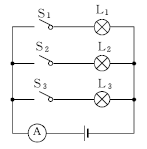 S₁ L₁
S₂ L₂
S₃ L₃
A